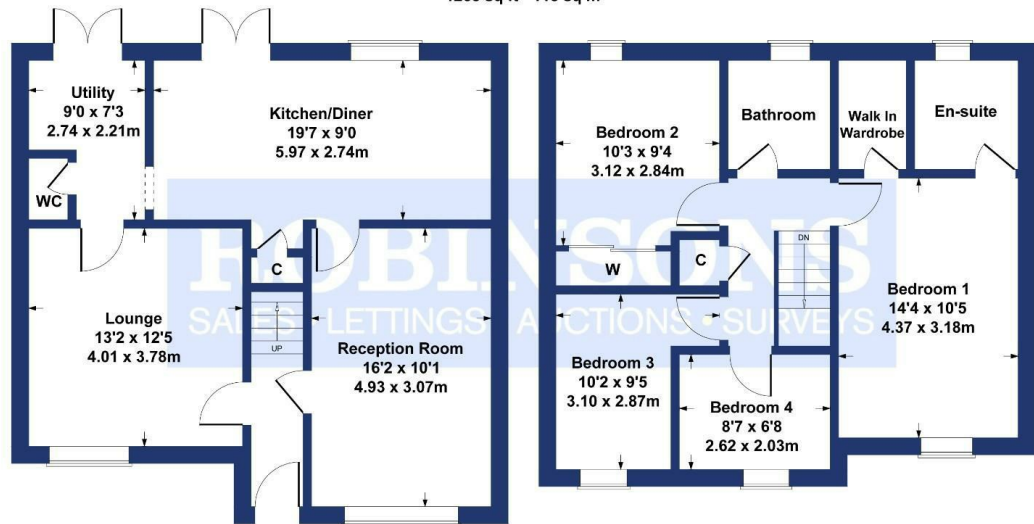 Utility
9'0 x 7'3
2.74 x 2.21m
Kitchen/Diner
19'7 x 9'0
5.97 x 2.74m
WC
C
Lounge
13'2 x 12'5
4.01 x 3.78m
UP
Reception Room
16'2 x 10'1
4.93 x 3.07m
Bedroom 2
10'3 x 9'4
3.12 x 2.84m
Bathroom
Walk In
Wardrobe
En-suite
W
C
DN
Bedroom 1
14'4 x 10'5
4.37 x 3.18m
Bedroom 3
10'2 x 9'5
3.10 x 2.87m
Bedroom 4
8'7 x 6'8
2.62 x 2.03m
ROBINSONS
SALES • LETTINGS • AUCTIONS • SURVEYS